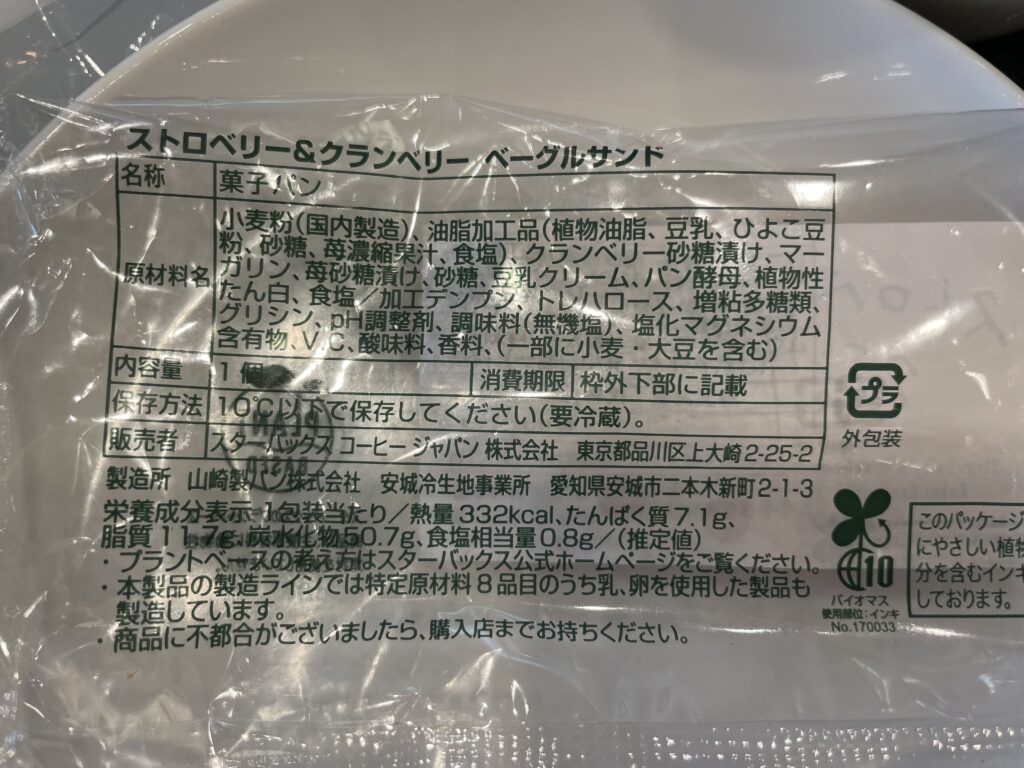 ストロベリー&クランベリー ベーグルサンド
名称 菓子パン
原材料名 小麦粉(国内製造)、油脂加工品(植物油脂、豆乳、ひよこ豆
粉、砂糖、苺濃縮果汁、食塩)、クランベリー砂糖漬け、マー
ガリン、苺砂糖漬け、砂糖、豆乳クリーム、パン酵母、植物性
たん白、食塩/加工デンプン、トレハロース、増粘多糖類、
グリシン、pH調整剤、調味料(無機塩)、塩化マグネシウム
含有物、V.C、酸味料、香料、(一部に小麦・大豆を含む)
内容量 1個 消費期限 枠外下部に記載
保存方法 10℃以下で保存してください(要冷蔵)。
販売者 スターバックス コーヒー ジャパン 株式会社 東京都品川区上大崎2-25-2
製造所 山崎製パン株式会社 安城冷生地事業所 愛知県安城市二本木新町2-1-3
栄養成分表示 1包装当たり/熱量 332kcal、たんぱく質 7.1g、
脂質 11.7g、炭水化物 50.7g、食塩相当量 0.8g/(推定値)
・プラントベースの考え方はスターバックス公式ホームページをご覧ください。
・本製品の製造ラインでは特定原材料8品目のうち乳、卵を使用した製品も
製造しています。
・商品に不都合がございましたら、購入店までお持ちください。
プラ
外包装
10
バイオマス
使用部位:インキ
No.170033
このパッケージ
にやさしい植物
分を含むインキ
しております。